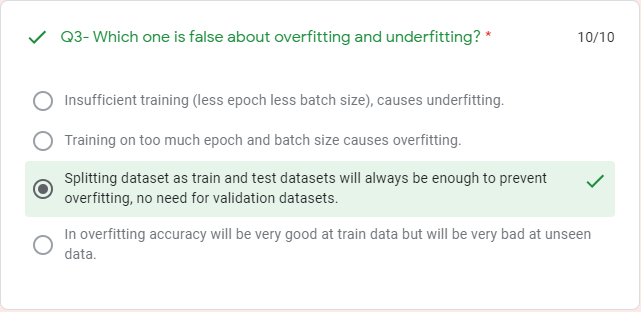 Q3- Which one is false about overfitting and underfitting? *
10/10
Insufficient training (less epoch less batch size), causes underfitting.
Training on too much epoch and batch size causes overfitting.
Splitting dataset as train and test datasets will always be enough to prevent
overfitting, no need for validation datasets.
In overfitting accuracy will be very good at train data but will be very bad at unseen
data.